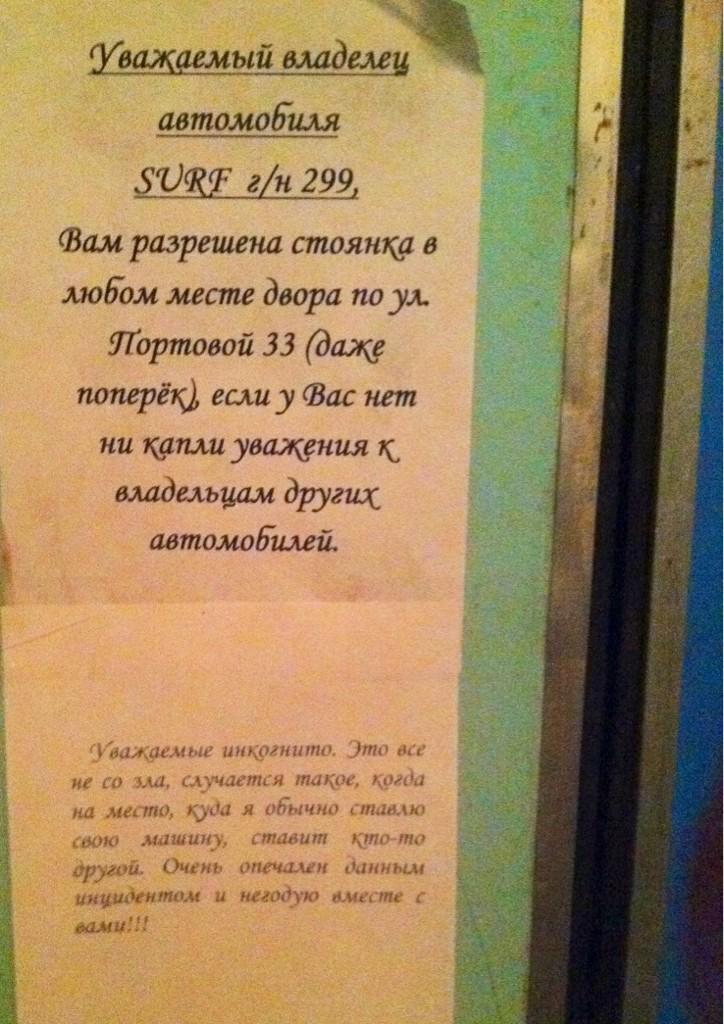 Уважаемый владелец
автомобиля
SURF г/н 299,
Вам разрешена стоянка в
любом месте двора по ул.
Портовой 33 (даже
поперёк), если у Вас нет
ни капли уважения к
владельцам других
автомобилей.
Уважаемые инкогнито. Это все
не со зла, случается такое, когда
на место, куда я обычно ставлю
свою машину, ставит кто-то
другой. Очень опечален данным
инцидентом и негодую вместе с
вами!!!